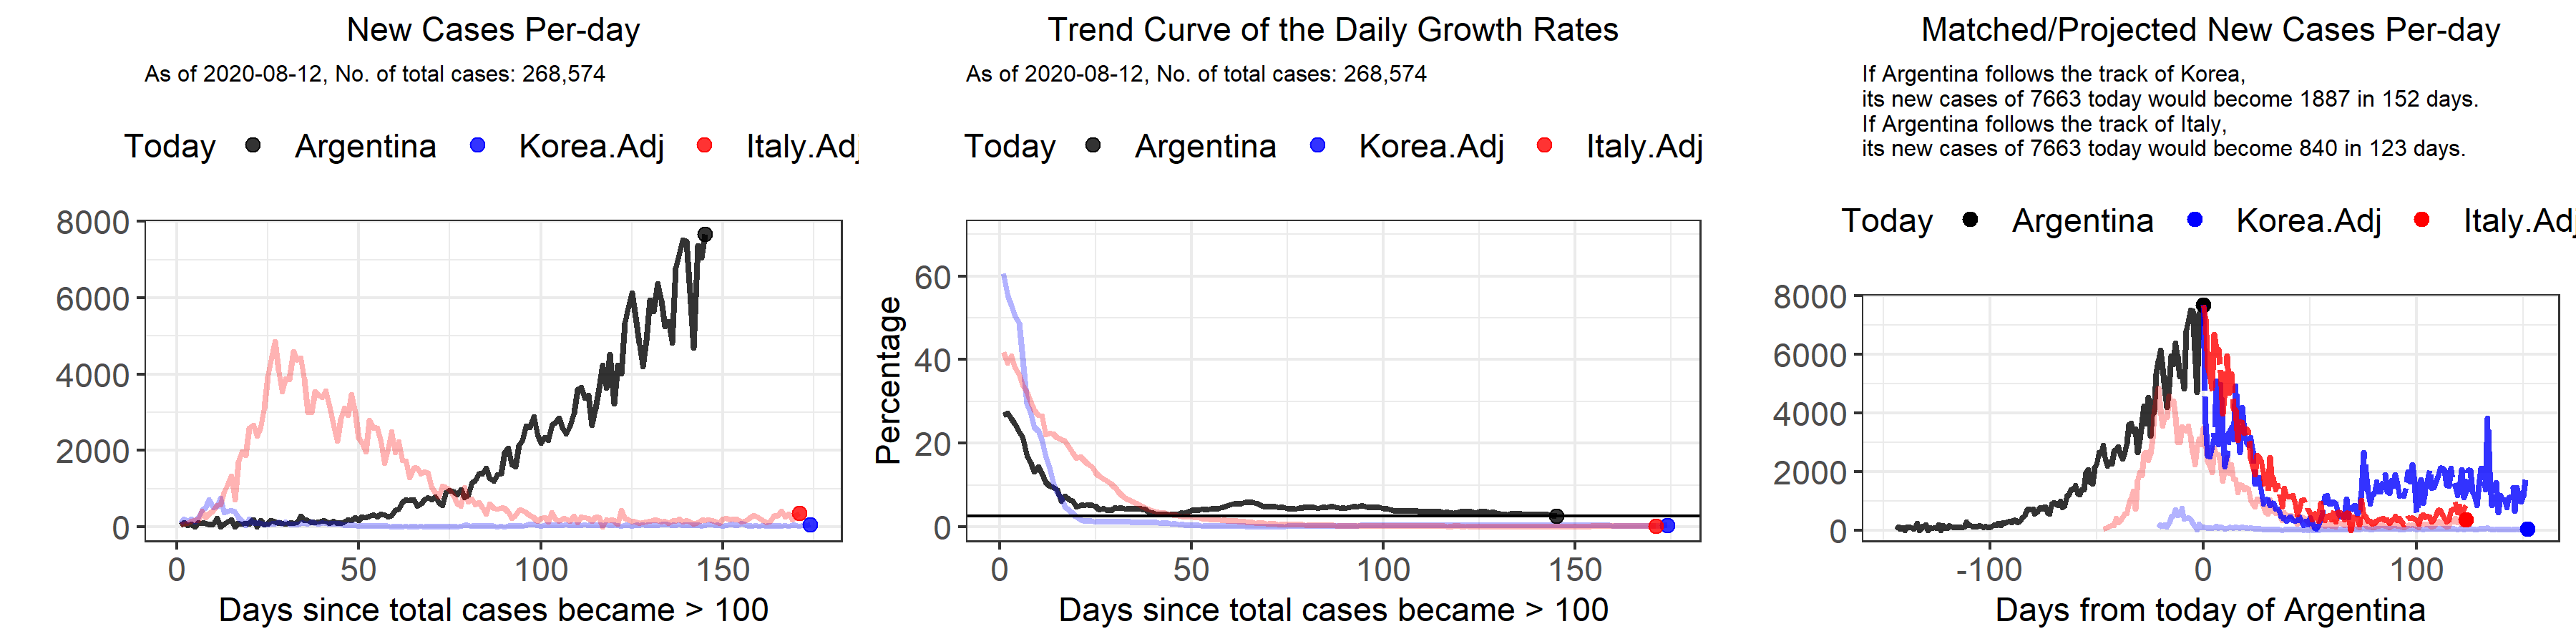 New Cases Per-day
As of 2020-08-12, No. of total cases: 268,574
Today Argentina Korea.Adj Italy.Adj
8000
6000
4000
2000
0
0 50 100 150
Days since total cases became > 100
Trend Curve of the Daily Growth Rates
As of 2020-08-12, No. of total cases: 268,574
Today Argentina Korea.Adj Italy.Adj
Percentage
60
40
20
0
0 50 100 150
Days since total cases became > 100
Matched/Projected New Cases Per-day
If Argentina follows the track of Korea,
its new cases of 7663 today would become 1887 in 152 days.
If Argentina follows the track of Italy,
its new cases of 7663 today would become 840 in 123 days.
Today Argentina Korea.Adj Italy.Adj
8000
6000
4000
2000
0
-100 0 100
Days from today of Argentina